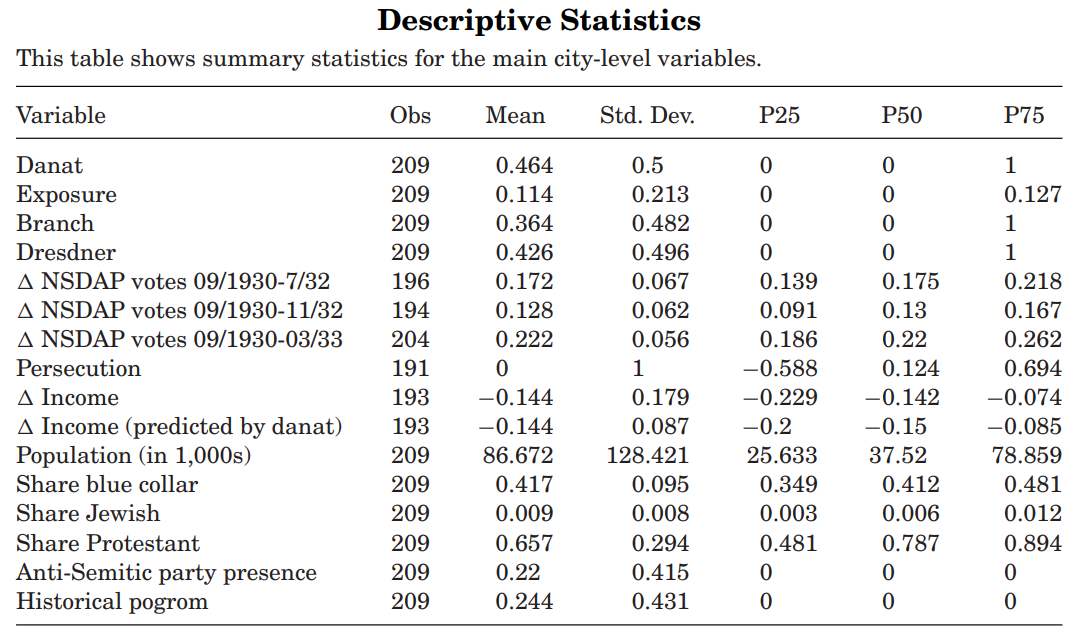 Descriptive Statistics
This table shows summary statistics for the main city-level variables.
Variable Obs Mean Std. Dev. P25 P50 P75
Danat 209 0.464 0.5 0 0 1
Exposure 209 0.114 0.213 0 0 0.127
Branch 209 0.364 0.482 0 0 1
Dresdner 209 0.426 0.496 0 0 1
Δ NSDAP votes 09/1930-7/32 196 0.172 0.067 0.139 0.175 0.218
Δ NSDAP votes 09/1930-11/32 194 0.128 0.062 0.091 0.13 0.167
Δ NSDAP votes 09/1930-03/33 204 0.222 0.056 0.186 0.22 0.262
Persecution 191 0 1 −0.588 0.124 0.694
Δ Income 193 −0.144 0.179 −0.229 −0.142 −0.074
Δ Income (predicted by danat) 193 −0.144 0.087 −0.2 −0.15 −0.085
Population (in 1,000s) 209 86.672 128.421 25.633 37.52 78.859
Share blue collar 209 0.417 0.095 0.349 0.412 0.481
Share Jewish 209 0.009 0.008 0.003 0.006 0.012
Share Protestant 209 0.657 0.294 0.481 0.787 0.894
Anti-Semitic party presence 209 0.22 0.415 0 0 0
Historical pogrom 209 0.244 0.431 0 0 0